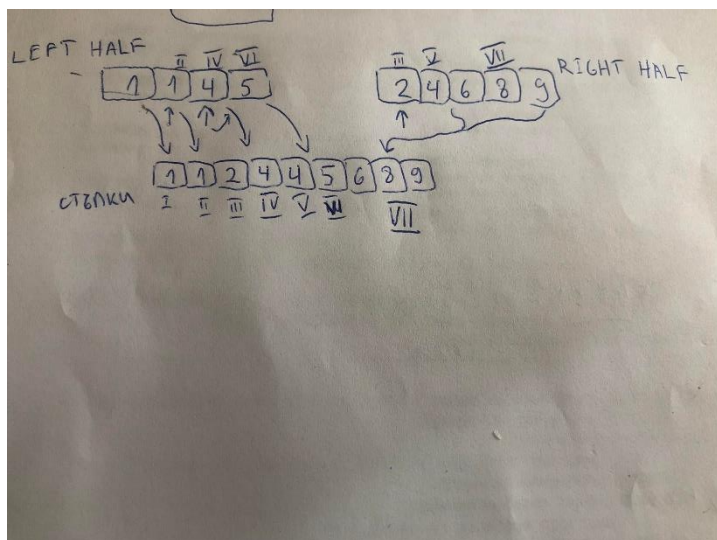 LEFT HALF
II IV VI
III V VII
RIGHT HALF
1 1 4 5
2 4 6 8 9
1 1 2 4 4 5 6 8 9
стъпки I II III IV V VI VII